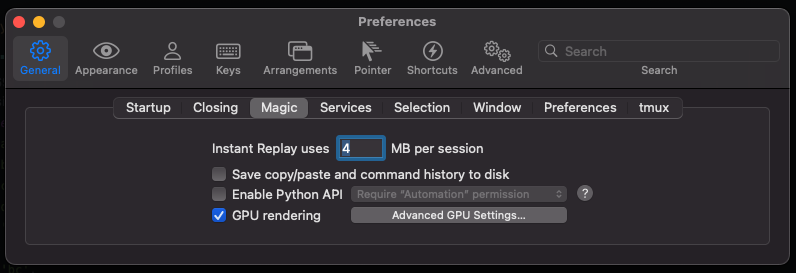 Preferences
General Appearance Profiles Keys Arrangements Pointer Shortcuts Advanced Search
Search
Startup Closing Magic Services Selection Window Preferences tmux
Instant Replay uses 4 MB per session
Save copy/paste and command history to disk
Enable Python API Require “Automation” permission ?
GPU rendering Advanced GPU Settings...